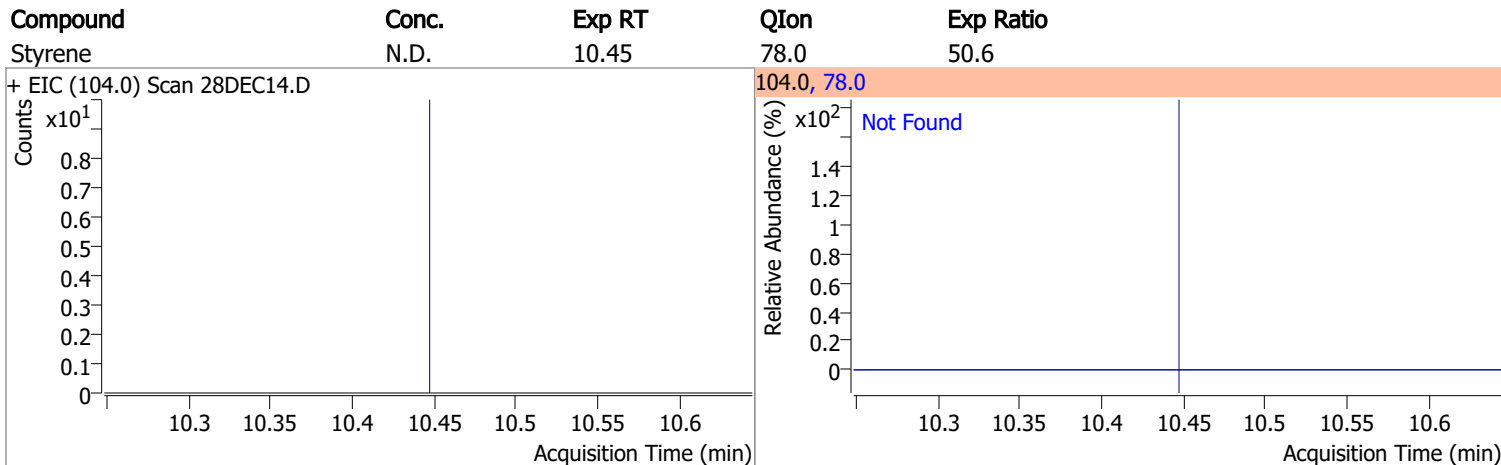 Compound Conc. Exp RT QIon Exp Ratio
Styrene N.D. 10.45 78.0 50.6
+ EIC (104.0) Scan 28DEC14.D
Counts
x10¹
0.8
0.7
0.6
0.5
0.4
0.3
0.2
0.1
0
10.3 10.35 10.4 10.45 10.5 10.55 10.6
Acquisition Time (min)
104.0, 78.0
Relative Abundance (%)
x10²
Not Found
1.4
1.2
1
0.8
0.6
0.4
0.2
0
10.3 10.35 10.4 10.45 10.5 10.55 10.6
Acquisition Time (min)